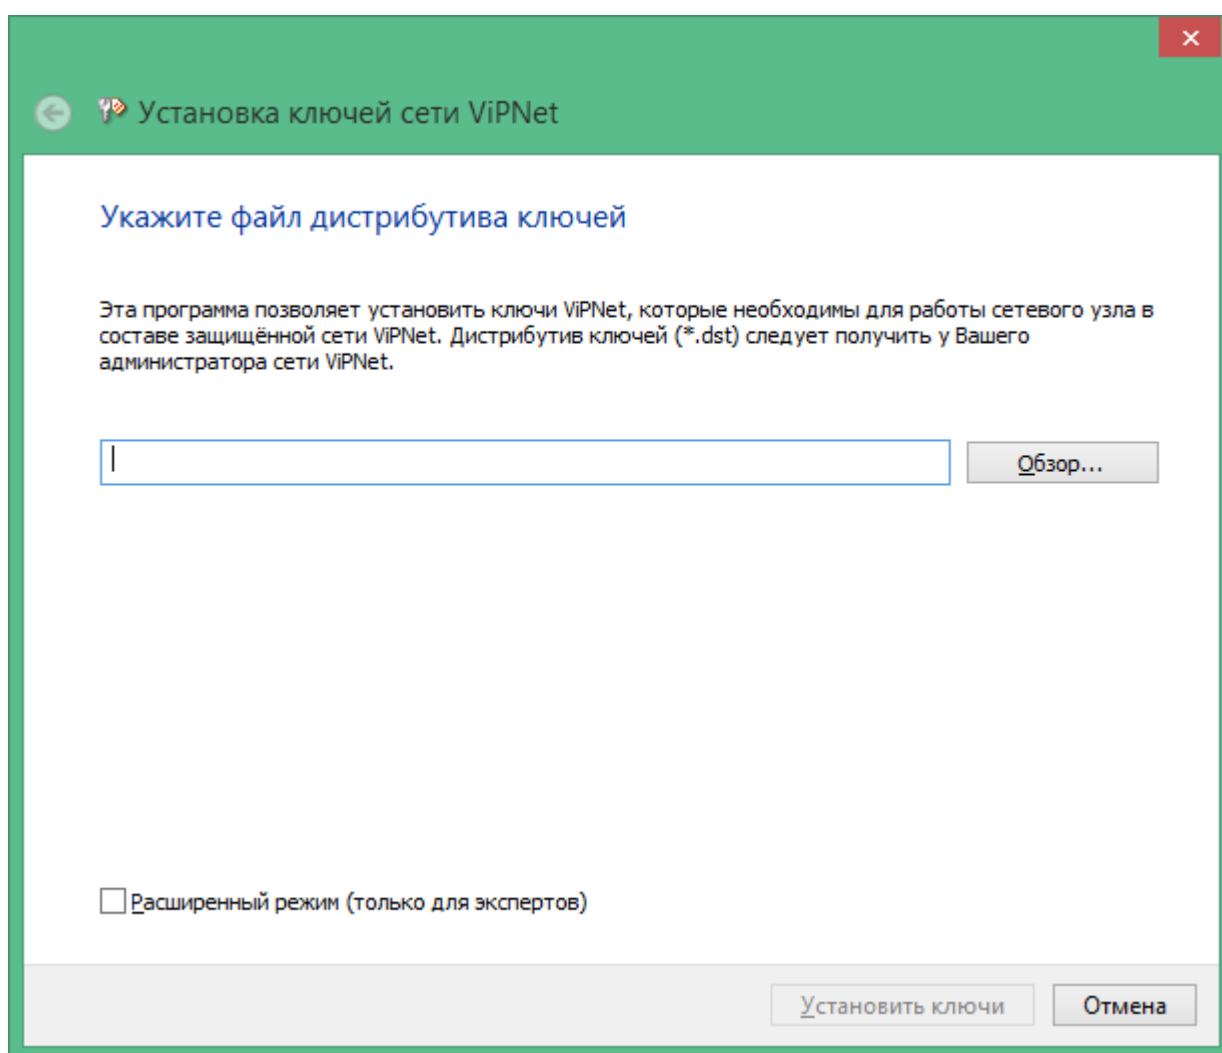 Установка ключей сети ViPNet
Укажите файл дистрибутива ключей
Эта программа позволяет установить ключи ViPNet, которые необходимы для работы сетевого узла в
составе защищённой сети ViPNet. Дистрибутив ключей (*.dst) следует получить у Вашего
администратора сети ViPNet.
Обзор...
Расширенный режим (только для экспертов)
Установить ключи
Отмена